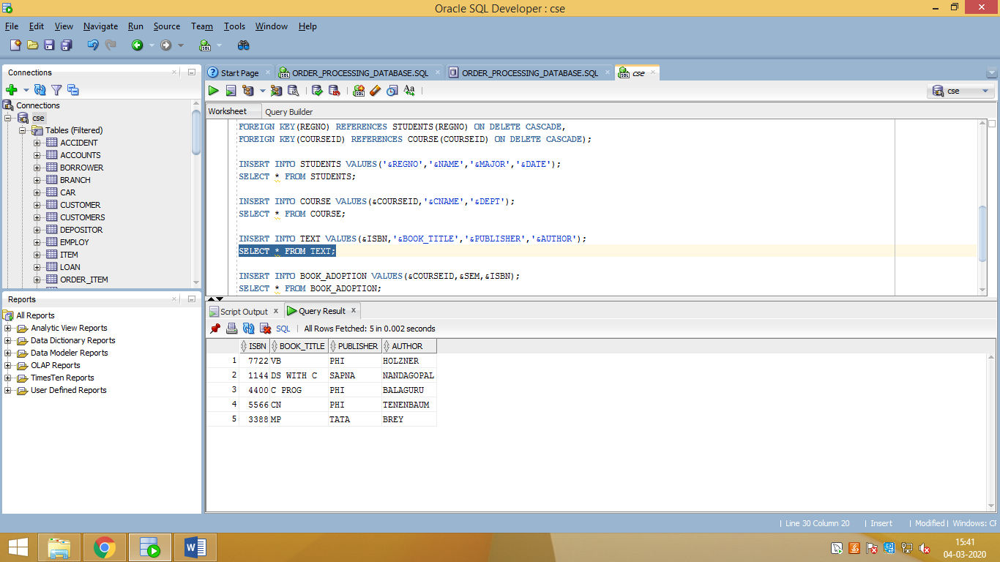 Oracle SQL Developer : cse
File Edit View Navigate Run Source Team Tools Window Help
Connections
Connections
cse
Tables (Filtered)
ACCIDENT
ACCOUNTS
BORROWER
BRANCH
CAR
CUSTOMER
CUSTOMERS
DEPOSITOR
EMPLOY
ITEM
LOAN
ORDER_ITEM
Reports
All Reports
Analytic View Reports
Data Dictionary Reports
Data Modeler Reports
OLAP Reports
TimesTen Reports
User Defined Reports
Start Page ORDER_PROCESSING_DATABASE.SQL ORDER_PROCESSING_DATABASE.SQL cse
cse
Worksheet Query Builder
FOREIGN KEY(REGNO) REFERENCES STUDENTS(REGNO) ON DELETE CASCADE,
FOREIGN KEY(COURSEID) REFERENCES COURSE(COURSEID) ON DELETE CASCADE);
INSERT INTO STUDENTS VALUES('&REGNO','&NAME','&MAJOR','&DATE');
SELECT * FROM STUDENTS;
INSERT INTO COURSE VALUES(&COURSEID,'&CNAME','&DEPT');
SELECT * FROM COURSE;
INSERT INTO TEXT VALUES(&ISBN,'&BOOK_TITLE','&PUBLISHER','&AUTHOR');
SELECT * FROM TEXT;
INSERT INTO BOOK_ADOPTION VALUES(&COURSEID,&SEM,&ISBN);
SELECT * FROM BOOK_ADOPTION;
Script Output x Query Result x
SQL | All Rows Fetched: 5 in 0.002 seconds
ISBN BOOK_TITLE PUBLISHER AUTHOR
1 7722 VB PHI HOLZNER
2 1144 DS WITH C SAPNA NANDAGOPAL
3 4400 C PROG PHI BALAGURU
4 5566 CN PHI TENENBAUM
5 3388 MP TATA BREY
| Line 30 Column 20 | Insert | Modified | Windows:
15:41
04-03-2020